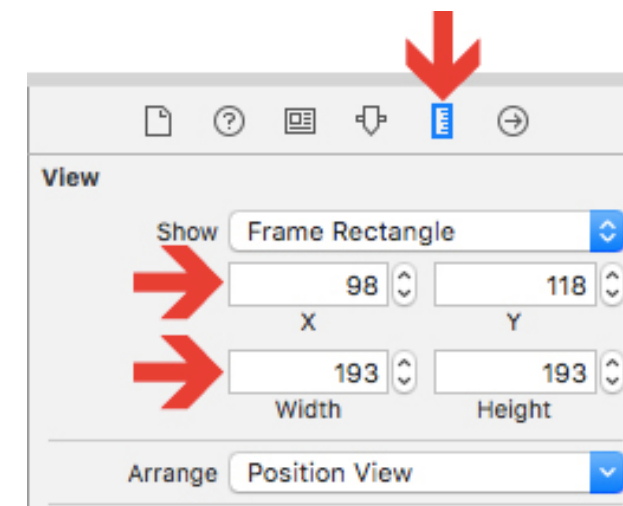 View
Show Frame Rectangle
98 118
X Y
193 193
Width Height
Arrange Position View